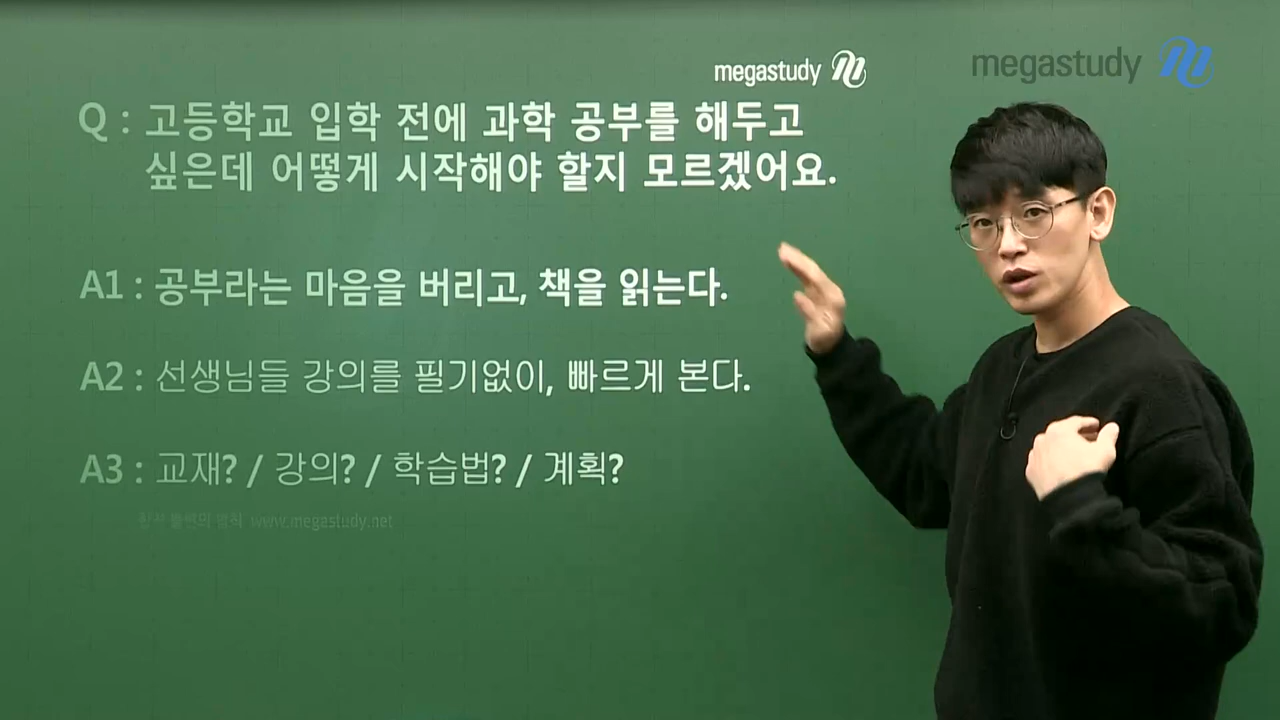 megastudy
megastudy
Q : 고등학교 입학 전에 과학 공부를 해두고
싶은데 어떻게 시작해야 할지 모르겠어요.
A1 : 공부라는 마음을 버리고, 책을 읽는다.
A2 : 선생님들 강의를 필기없이, 빠르게 본다.
A3 : 교재? / 강의? / 학습법? / 계획?
www.megastudy.net